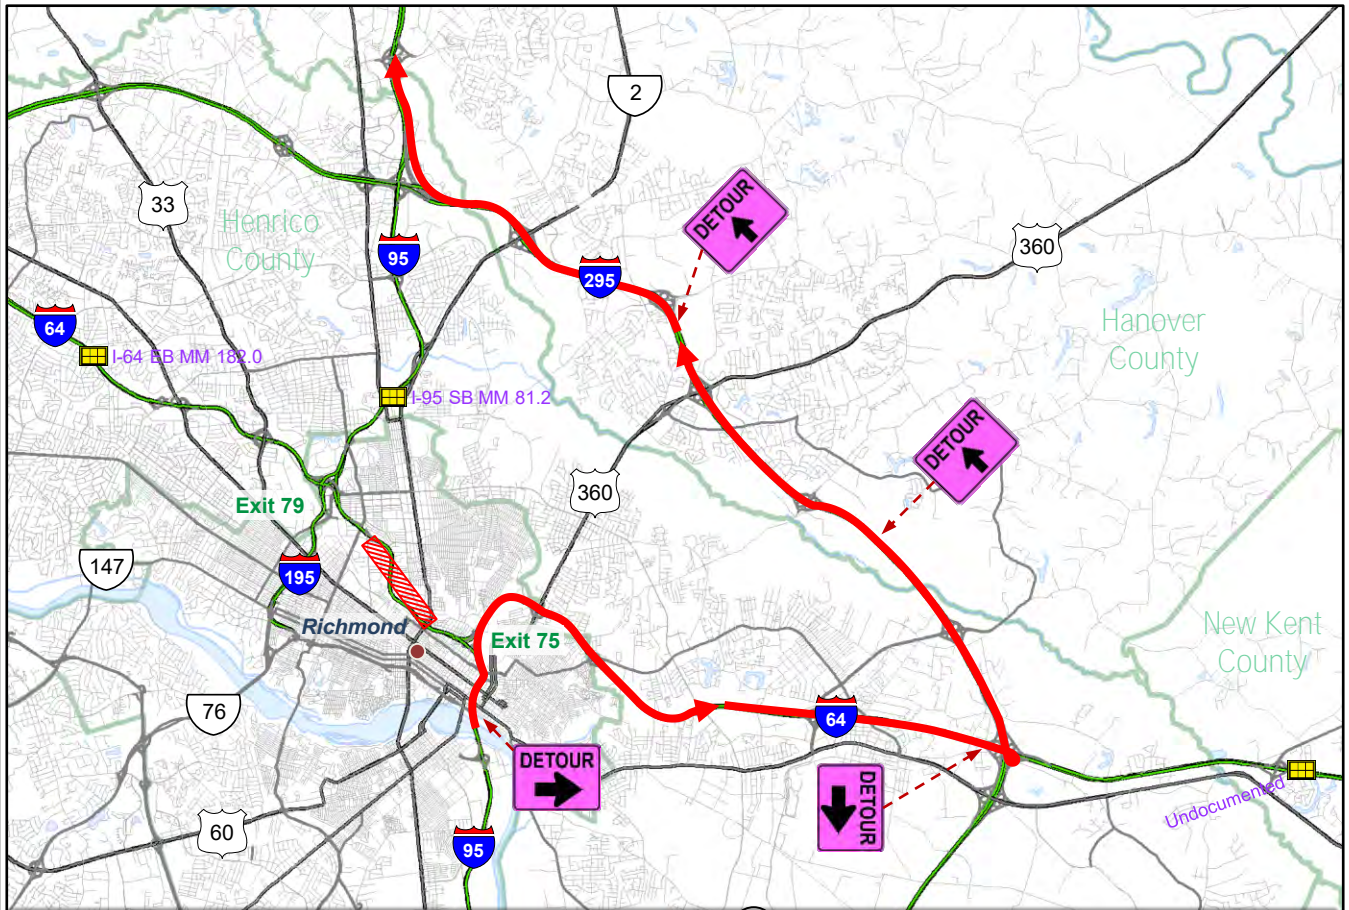 2
33
Henrico
County
95
DETOUR
360
295
64
I-64 EB MM 182.0
Hanover
County
I-95 SB MM 81.2
DETOUR
360
Exit 79
147
195
Richmond
Exit 75
New Kent
County
76
64
DETOUR
DETOUR
Undocumented
60
95